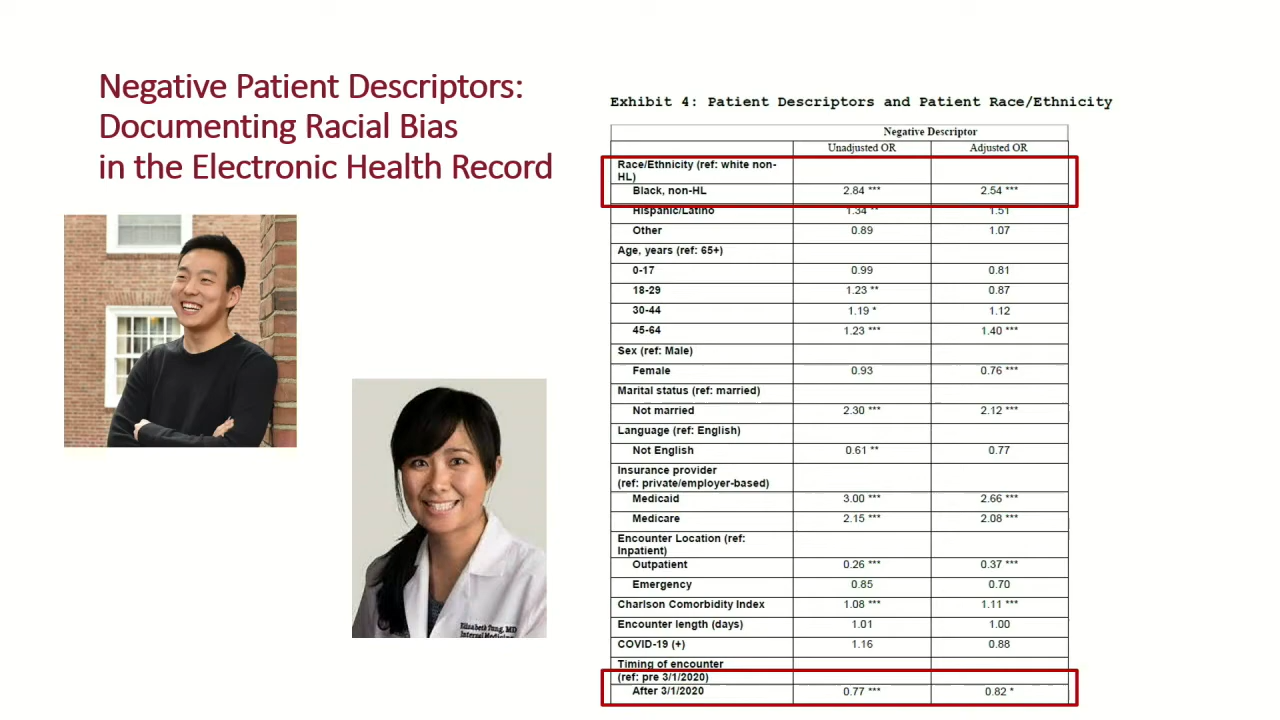 Negative Patient Descriptors:
Documenting Racial Bias
in the Electronic Health Record
Exhibit 4: Patient Descriptors and Patient Race/Ethnicity
Negative Descriptor
Unadjusted OR Adjusted OR
Race/Ethnicity (ref: white non-
HL)
Black, non-HL 2.84 *** 2.54 ***
Hispanic/Latino 1.34 ** 1.51
Other 0.89 1.07
Age, years (ref: 65+)
0-17 0.99 0.81
18-29 1.23 ** 0.87
30-44 1.19 * 1.12
45-64 1.23 *** 1.40 ***
Sex (ref: Male)
Female 0.93 0.76 ***
Marital status (ref: married)
Not married 2.30 *** 2.12 ***
Language (ref: English)
Not English 0.61 ** 0.77
Insurance provider
(ref: private/employer-based)
Medicaid 3.00 *** 2.66 ***
Medicare 2.15 *** 2.08 ***
Encounter Location (ref:
Inpatient)
Outpatient 0.26 *** 0.37 ***
Emergency 0.85 0.70
Charlson Comorbidity Index 1.08 *** 1.11 ***
Encounter length (days) 1.01 1.00
COVID-19 (+) 1.16 0.88
Timing of encounter
(ref: pre 3/1/2020)
After 3/1/2020 0.77 *** 0.82 *
Elizabeth Tung, MD
Internal Medicine